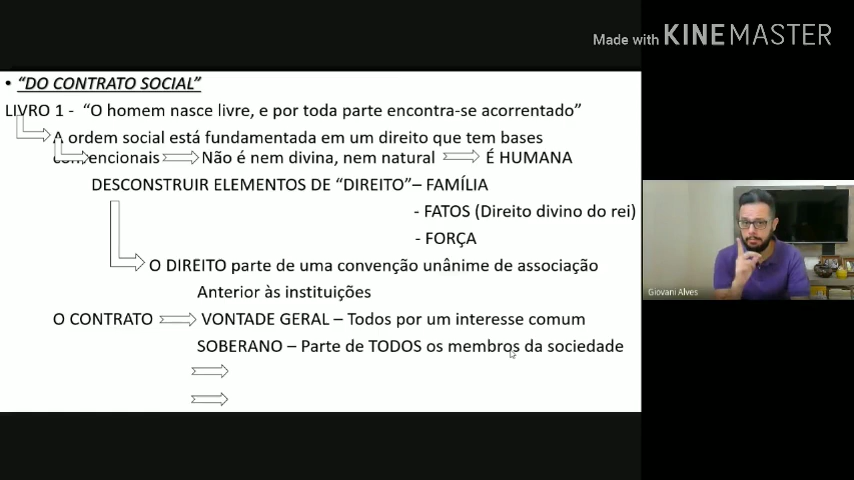 Made with KINEMASTER
• “DO CONTRATO SOCIAL”
LIVRO 1 - “O homem nasce livre, e por toda parte encontra-se acorrentado”
A ordem social está fundamentada em um direito que tem bases
convencionais Não é nem divina, nem natural É HUMANA
DESCONSTRUIR ELEMENTOS DE “DIREITO”– FAMÍLIA
- FATOS (Direito divino do rei)
- FORÇA
O DIREITO parte de uma convenção unânime de associação
Anterior às instituições
O CONTRATO VONTADE GERAL – Todos por um interesse comum
SOBERANO – Parte de TODOS os membros da sociedade
Giovani Alves